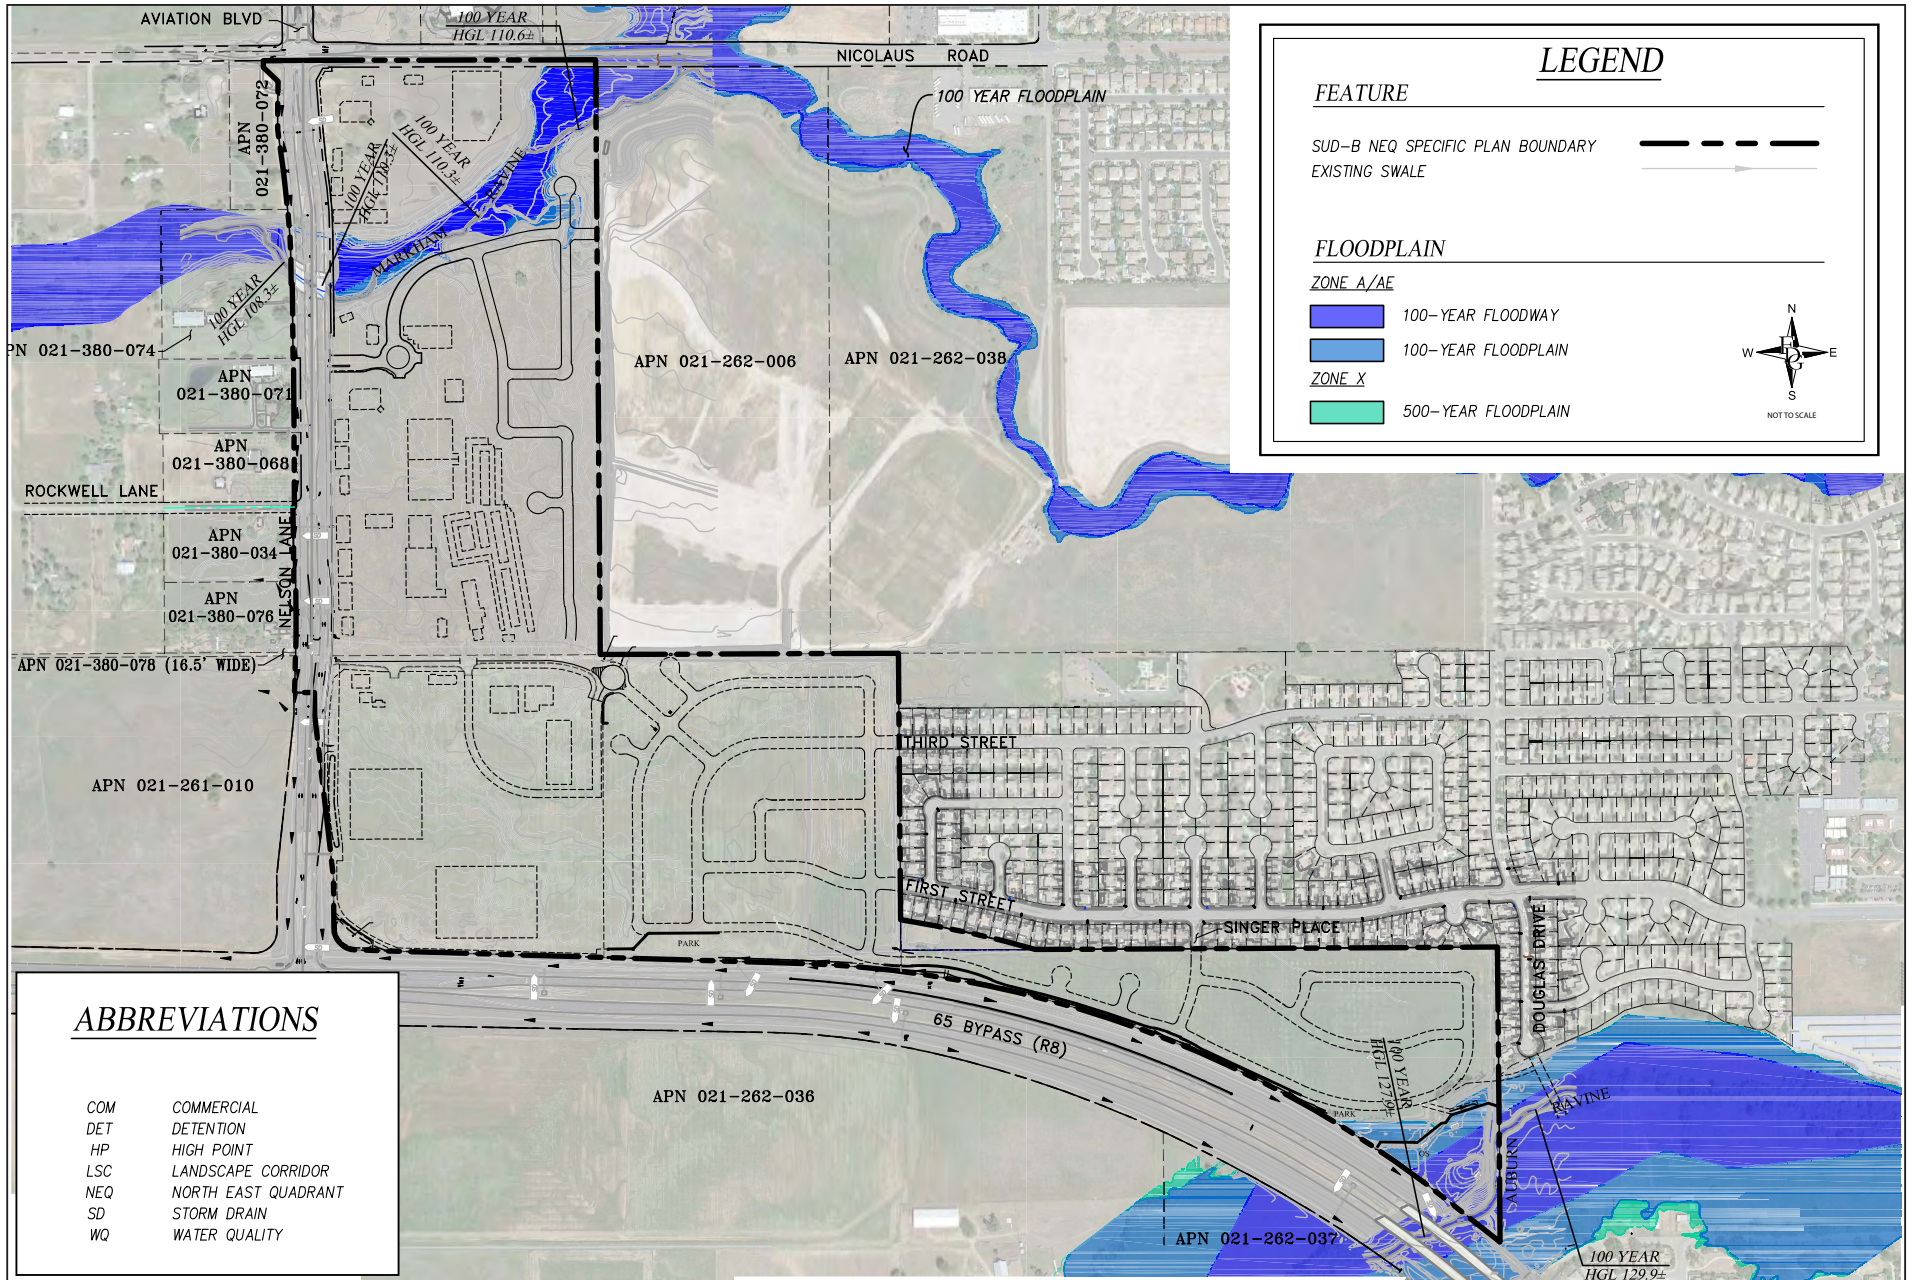 AVIATION BLVD
100 YEAR
HGL 110.6±
NICOLAUS ROAD
100 YEAR FLOODPLAIN
APN
021-380-072
100 YEAR
HGL 110.3±
100 YEAR
RAVINE
MARKHAM
100 YEAR
HGL 108.3±
PN 021-380-074
APN
021-380-071
APN
021-380-068
ROCKWELL LANE
APN
021-380-034
NELSON LANE
APN
021-380-076
APN 021-380-078 (16.5' WIDE)
APN 021-261-010
APN 021-262-006
APN 021-262-038
THIRD STREET
FIRST STREET
SINGER PLACE
DOUGLAS DRIVE
PARK
65 BYPASS (R8)
APN 021-262-036
100 YEAR
HGL 127.9±
PARK
OS
RAVINE
AUBURN
APN 021-262-037
100 YEAR
HGL 129.9±
LEGEND
FEATURE
SUD-B NEQ SPECIFIC PLAN BOUNDARY
EXISTING SWALE
FLOODPLAIN
ZONE A/AE
100-YEAR FLOODWAY
100-YEAR FLOODPLAIN
ZONE X
500-YEAR FLOODPLAIN
N
W
E
S
NOT TO SCALE
ABBREVIATIONS
COM COMMERCIAL
DET DETENTION
HP HIGH POINT
LSC LANDSCAPE CORRIDOR
NEQ NORTH EAST QUADRANT
SD STORM DRAIN
WQ WATER QUALITY